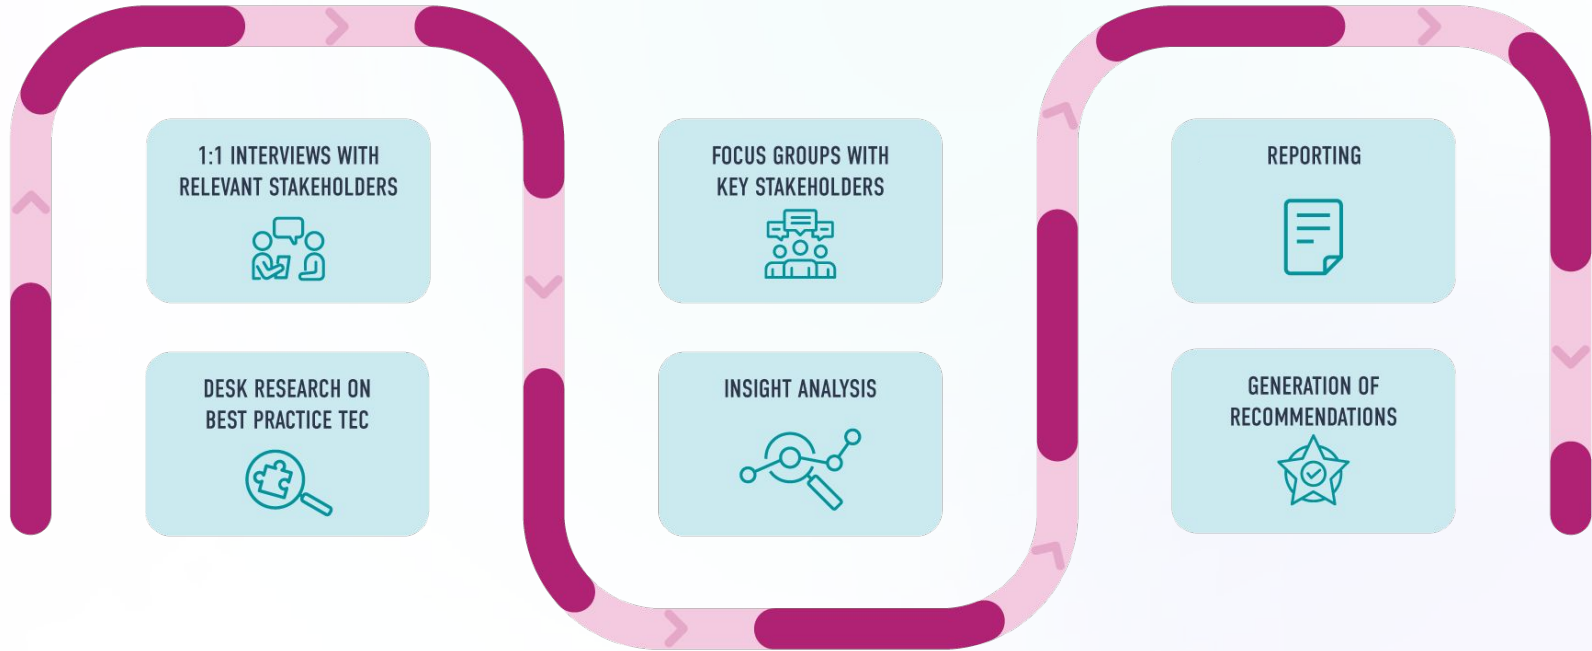 1:1 INTERVIEWS WITH
RELEVANT STAKEHOLDERS
DESK RESEARCH ON
BEST PRACTICE TEC
FOCUS GROUPS WITH
KEY STAKEHOLDERS
INSIGHT ANALYSIS
REPORTING
GENERATION OF
RECOMMENDATIONS